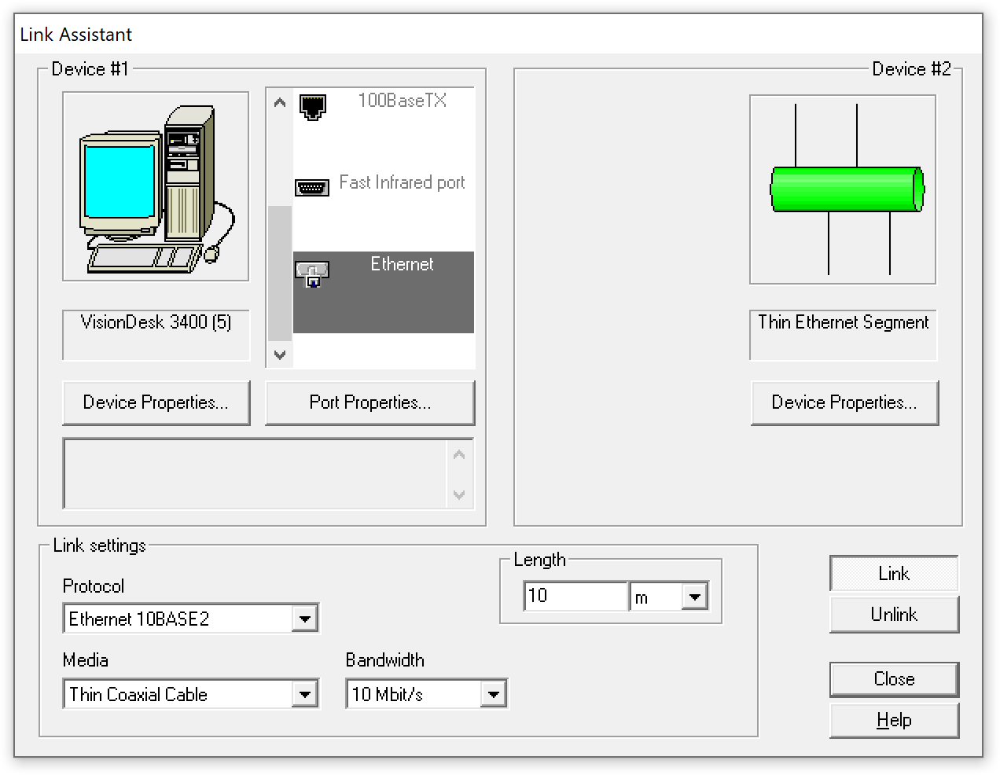 Link Assistant
Device #1
100BaseTX
Fast Infrared port
Ethernet
VisionDesk 3400 (5)
Device Properties...
Port Properties...
Device #2
Thin Ethernet Segment
Device Properties...
Link settings
Protocol
Ethernet 10BASE2
Media
Thin Coaxial Cable
Bandwidth
10 Mbit/s
Length
10
m
Link
Unlink
Close
Help